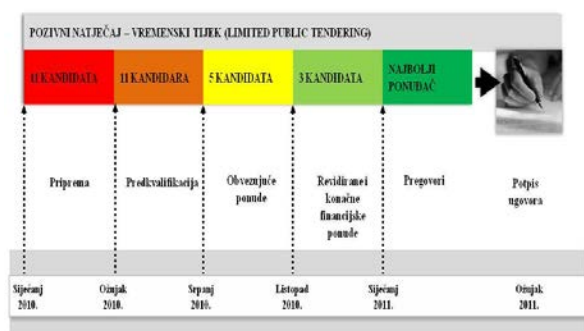 POZIVNI NATJEČAJ – VREMENSKI TIJEK (LIMITED PUBLIC TENDERING)
11 KANDIDATA
11 KANDIDARA
5 KANDIDATA
3 KANDIDATA
NAJBOLJI
PONUĐAČ
Priprema
Predkvalifikacija
Obvezujuće
ponude
Revidirane i
konačne
financijske
ponude
Pregovori
Potpis
ugovora
Siječanj
2010.
Ožujak
2010.
Srpanj
2010.
Listopad
2010.
Siječanj
2011.
Ožujak
2011.